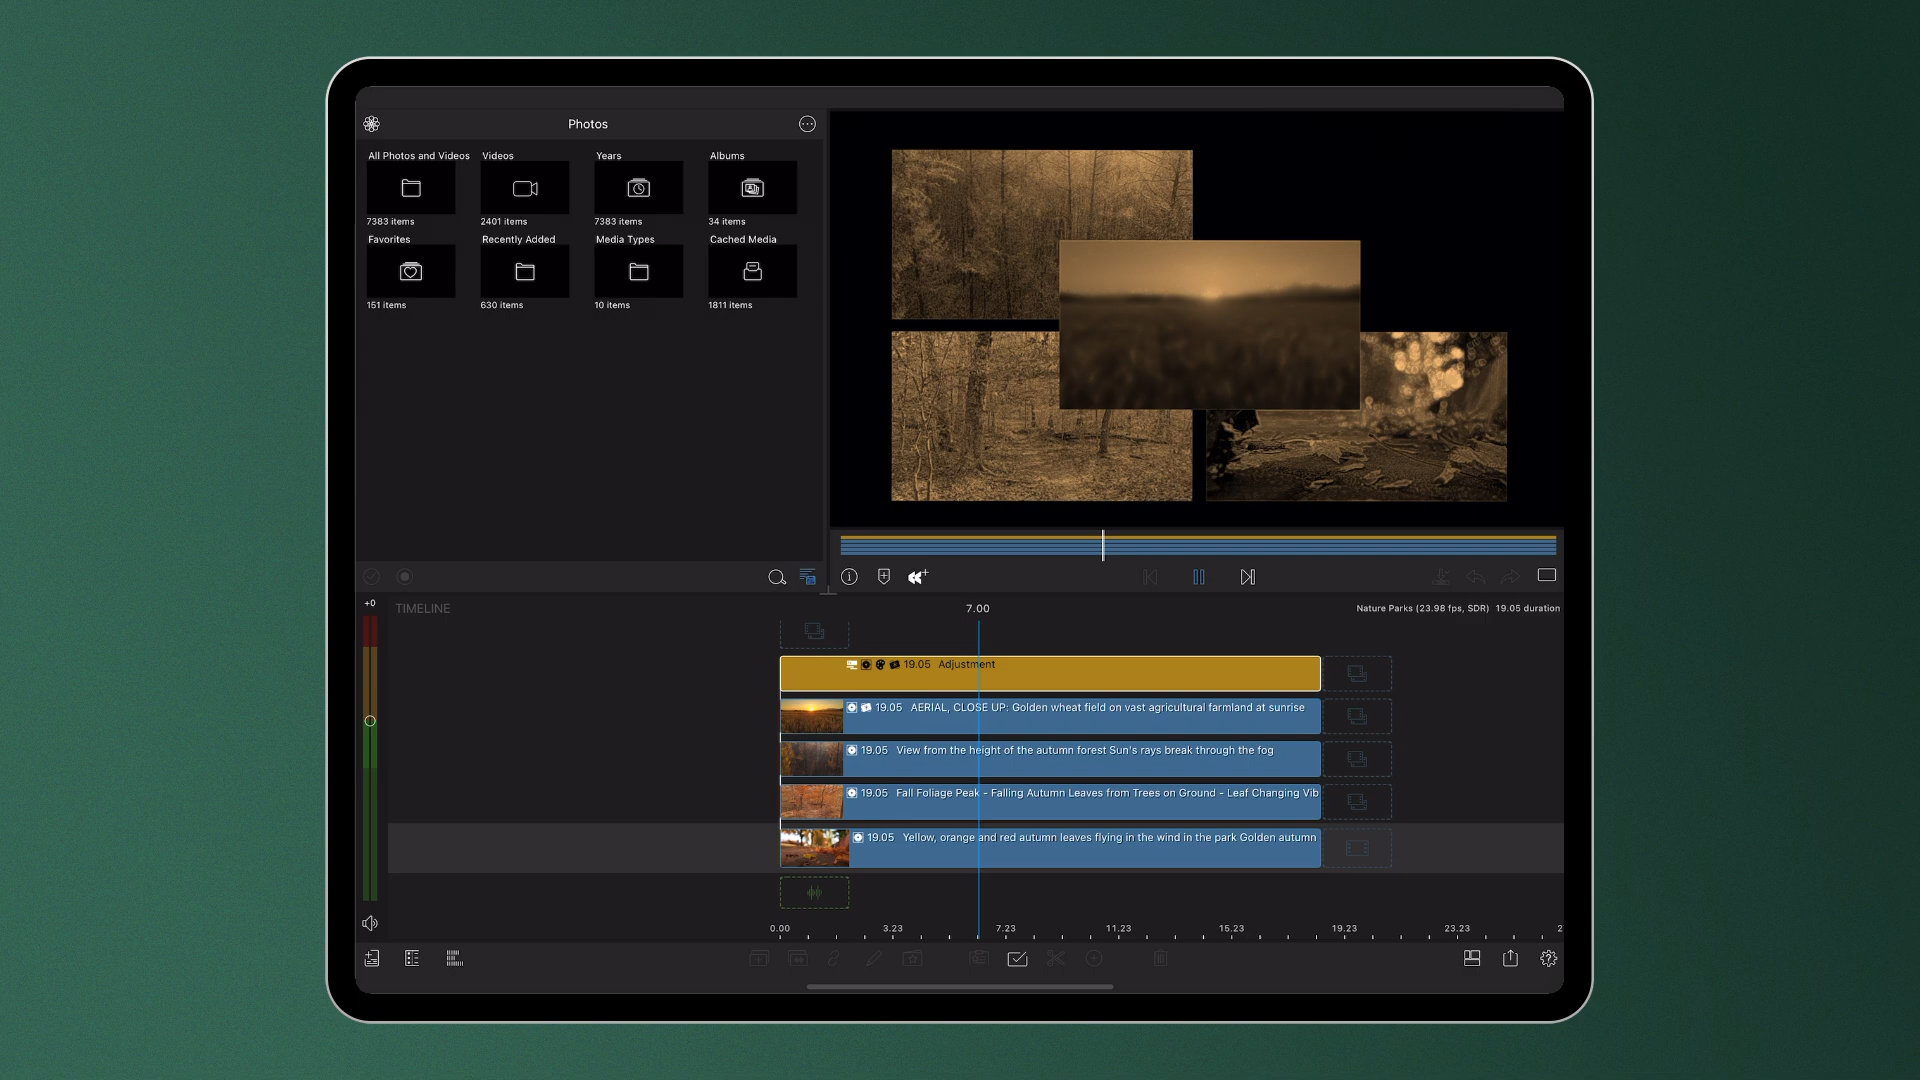 Photos
All Photos and Videos
Videos
Years
Albums
7383 items
2401 items
7383 items
34 items
Favorites
Recently Added
Media Types
Cached Media
151 items
630 items
10 items
1811 items
+0
TIMELINE
7.00
Nature Parks (23.98 fps, SDR) 19.05 duration
19.05 Adjustment
19.05 AERIAL, CLOSE UP: Golden wheat field on vast agricultural farmland at sunrise
19.05 View from the height of the autumn forest Sun's rays break through the fog
19.05 Fall Foliage Peak - Falling Autumn Leaves from Trees on Ground - Leaf Changing Vib
19.05 Yellow, orange and red autumn leaves flying in the wind in the park Golden autumn
0.00 3.23 7.23 11.23 15.23 19.23 23.23 2